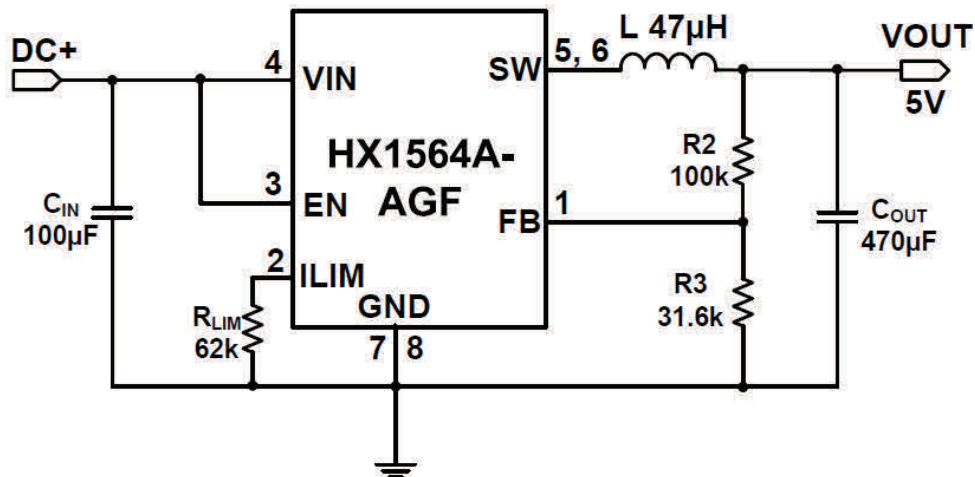 DC+
4
VIN
3
EN
2
ILIM
HX1564A-
AGF
SW
5, 6
FB
1
GND
7
8
L 47µH
VOUT
5V
R2
100k
R3
31.6k
CIN
100µF
RLIM
62k
COUT
470µF